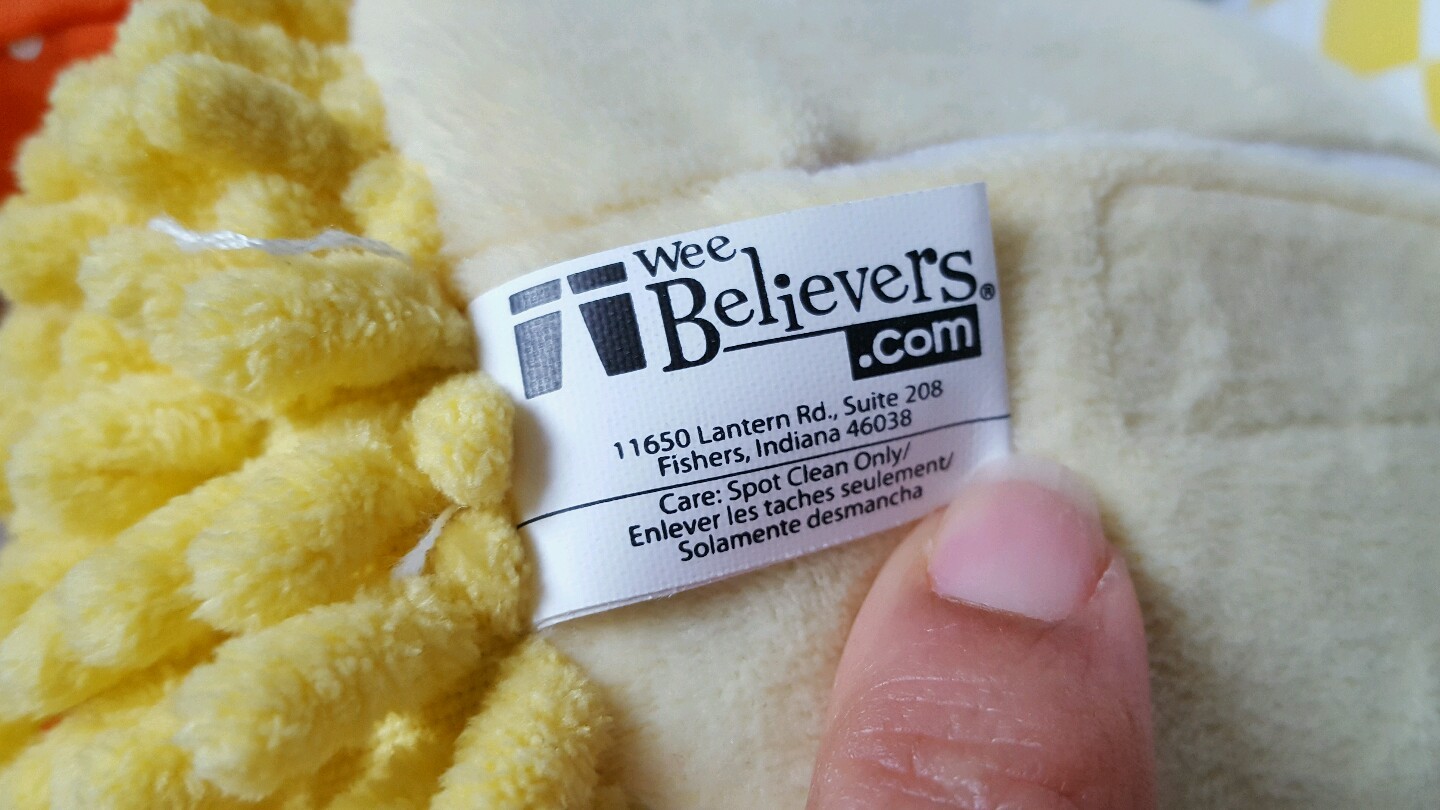 Wee
Believers®
.com
11650 Lantern Rd., Suite 208
Fishers, Indiana 46038
Care: Spot Clean Only/
Enlever les taches seulement/
Solamente desmancha